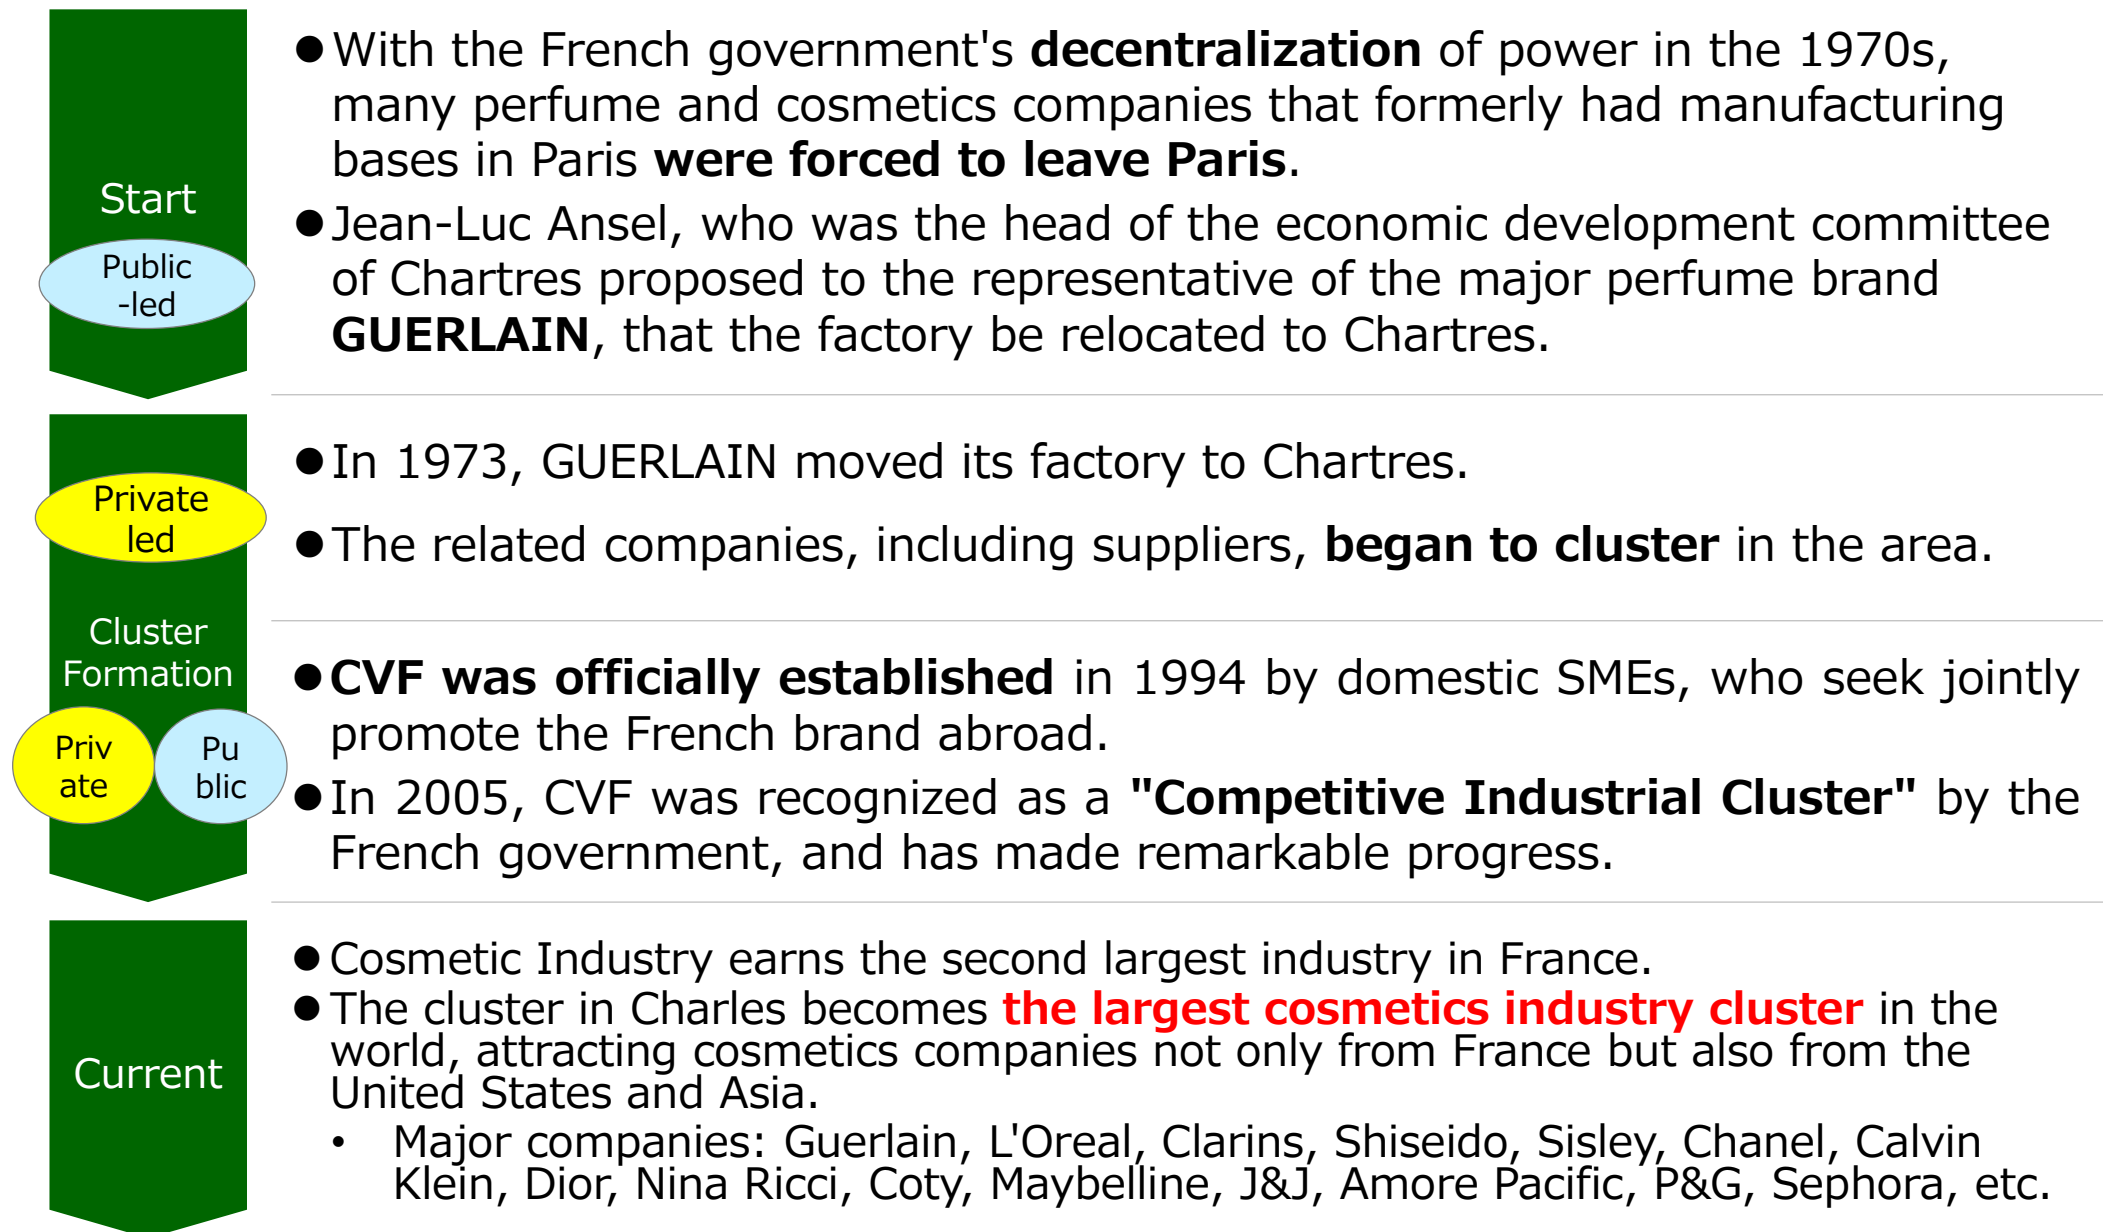 Start
Public
-led
●With the French government's decentralization of power in the 1970s,
many perfume and cosmetics companies that formerly had manufacturing
bases in Paris were forced to leave Paris.
●Jean-Luc Ansel, who was the head of the economic development committee
of Chartres proposed to the representative of the major perfume brand
GUERLAIN, that the factory be relocated to Chartres.
Private
led
●In 1973, GUERLAIN moved its factory to Chartres.
●The related companies, including suppliers, began to cluster in the area.
Cluster
Formation
Priv
ate
Pu
blic
●CVF was officially established in 1994 by domestic SMEs, who seek jointly
promote the French brand abroad.
●In 2005, CVF was recognized as a "Competitive Industrial Cluster" by the
French government, and has made remarkable progress.
Current
●Cosmetic Industry earns the second largest industry in France.
●The cluster in Charles becomes the largest cosmetics industry cluster in the
world, attracting cosmetics companies not only from France but also from the
United States and Asia.
• Major companies: Guerlain, L'Oreal, Clarins, Shiseido, Sisley, Chanel, Calvin
Klein, Dior, Nina Ricci, Coty, Maybelline, J&J, Amore Pacific, P&G, Sephora, etc.